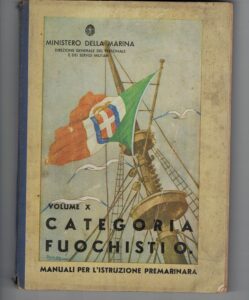 MINISTERO DELLA MARINA
DIREZIONE GENERALE DEL PERSONALE
E DEI SERVIZI MILITARI
VOLUME X
CATEGORIA
FUOCHISTI O.
MANUALI PER L'ISTRUZIONE PREMARINARA